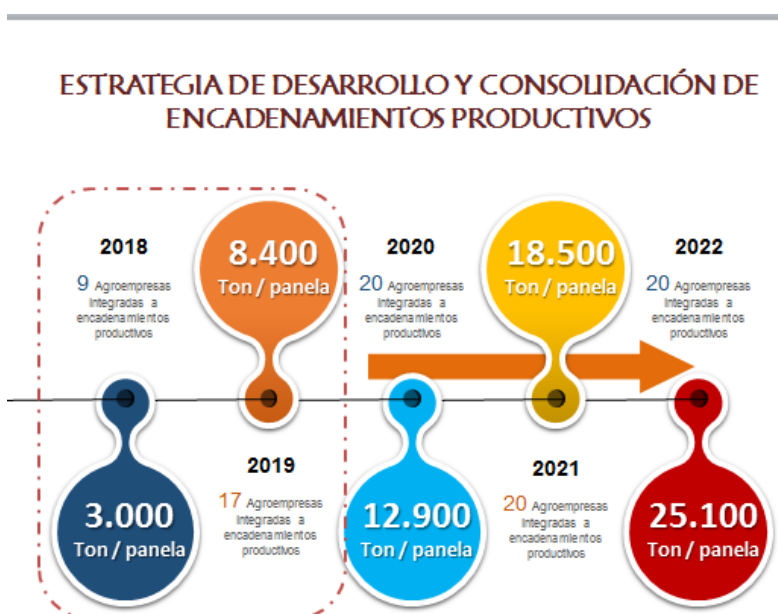 ESTRATEGIA DE DESARROLLO Y CONSOLIDACIÓN DE
ENCADENAMIENTOS PRODUCTIVOS
2018
9 Agroempresas
Integradas a
encadenamientos
productivos
8.400
Ton / panela
2020
20 Agroempresas
Integradas a
encadenamientos
productivos
18.500
Ton / panela
2022
20 Agroempresas
Integradas a
encadenamientos
productivos
3.000
Ton / panela
2019
17 Agroempresas
Integradas a
encadenamientos
productivos
12.900
Ton / panela
2021
20 Agroempresas
Integradas a
encadenamientos
productivos
25.100
Ton / panela